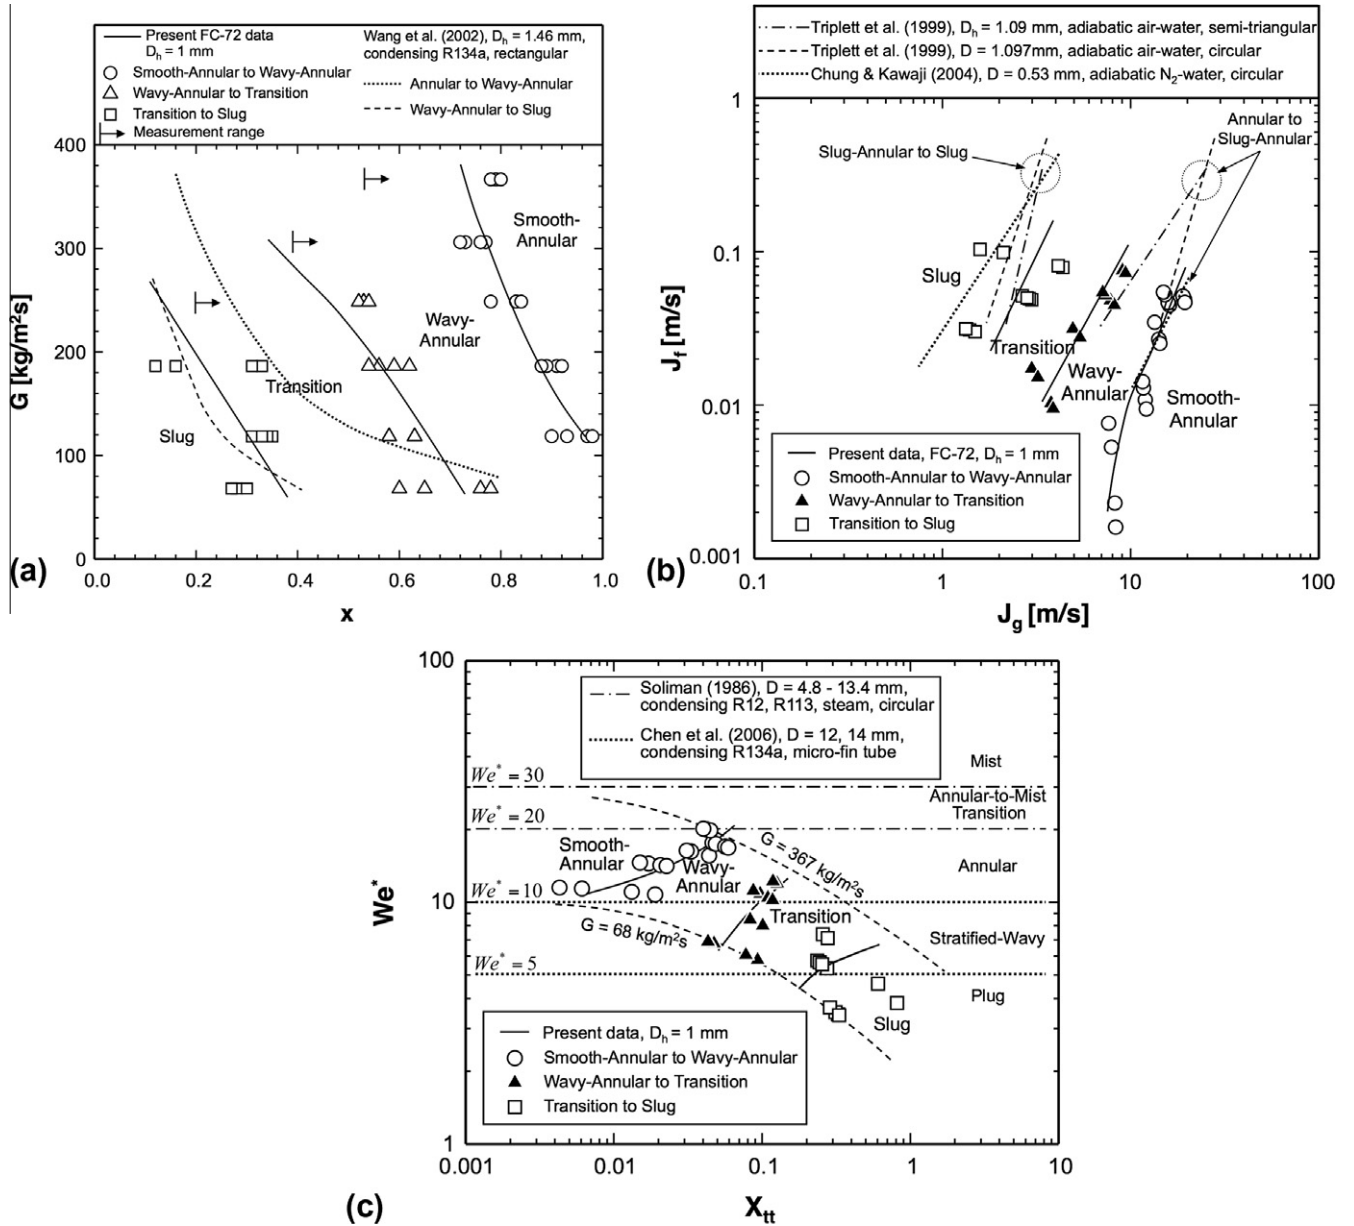 Present FC-72 data
D_h = 1 mm
Smooth-Annular to Wavy-Annular
Wavy-Annular to Transition
Transition to Slug
Measurement range
Wang et al. (2002), D_h = 1.46 mm,
condensing R134a, rectangular
Annular to Wavy-Annular
Wavy-Annular to Slug
400
300
200
100
0
G [kg/m²s]
Smooth-
Annular
Wavy-
Annular
Transition
Slug
0.0 0.2 0.4 0.6 0.8 1.0
x
(a)
Triplett et al. (1999), D_h = 1.09 mm, adiabatic air-water, semi-triangular
Triplett et al. (1999), D = 1.097mm, adiabatic air-water, circular
Chung & Kawaji (2004), D = 0.53 mm, adiabatic N₂-water, circular
1
0.1
0.01
0.001
J_f [m/s]
Annular to
Slug-Annular
Slug-Annular to Slug
Slug
Transition
Wavy-
Annular
Smooth-
Annular
Present data, FC-72, D_h = 1 mm
Smooth-Annular to Wavy-Annular
Wavy-Annular to Transition
Transition to Slug
0.1 1 10 100
J_g [m/s]
(b)
100
10
1
We*
Soliman (1986), D = 4.8 - 13.4 mm,
condensing R12, R113, steam, circular
Chen et al. (2006), D = 12, 14 mm,
condensing R134a, micro-fin tube
Mist
We* = 30
Annular-to-Mist
Transition
We* = 20
Smooth-
Annular
Wavy-
Annular
G = 367 kg/m²s
Annular
We* = 10
Transition
G = 68 kg/m²s
Stratified-Wavy
We* = 5
Plug
Slug
Present data, D_h = 1 mm
Smooth-Annular to Wavy-Annular
Wavy-Annular to Transition
Transition to Slug
0.001 0.01 0.1 1 10
X_tt
(c)